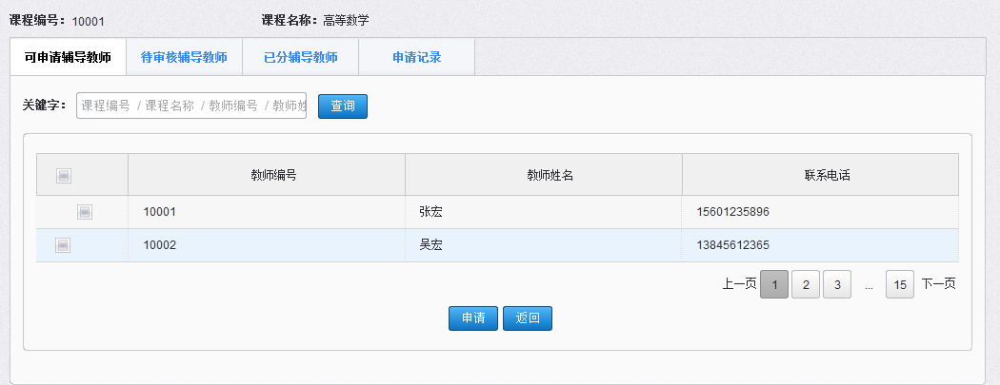 课程编号：10001 课程名称：高等数学
可申请辅导教师 待审核辅导教师 已分辅导教师 申请记录
关键字： 课程编号 / 课程名称 / 教师编号 / 教师姓 查询
教师编号 教师姓名 联系电话
10001 张宏 15601235896
10002 吴宏 13845612365
上一页 1 2 3 ... 15 下一页
申请 返回